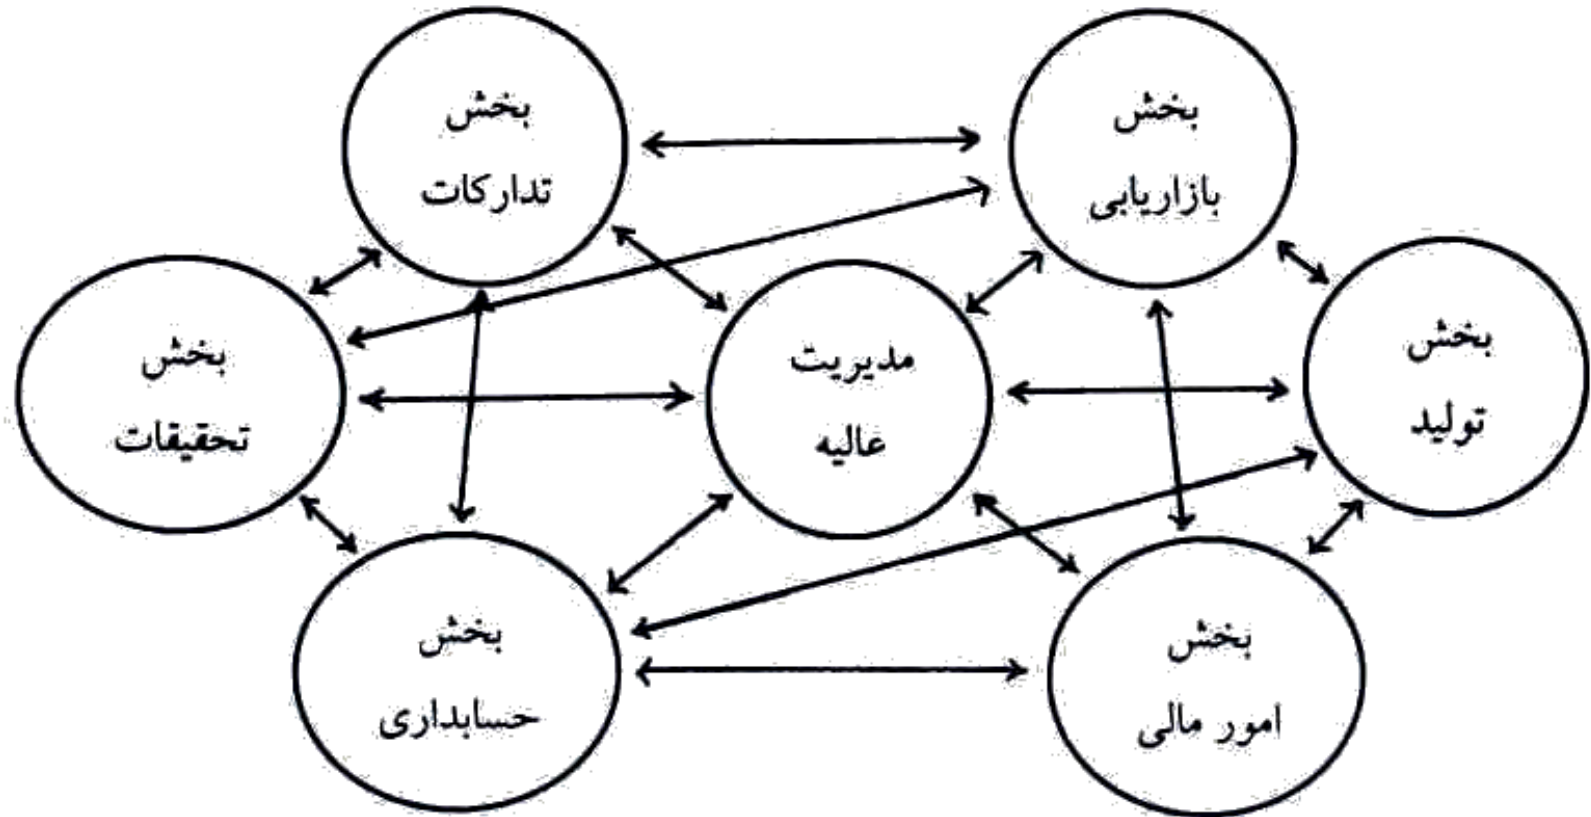 بخش
بازاریابی
بخش
تدارکات
بخش
تولید
مدیریت
عالیه
بخش
تحقیقات
بخش
امور مالی
بخش
حسابداری